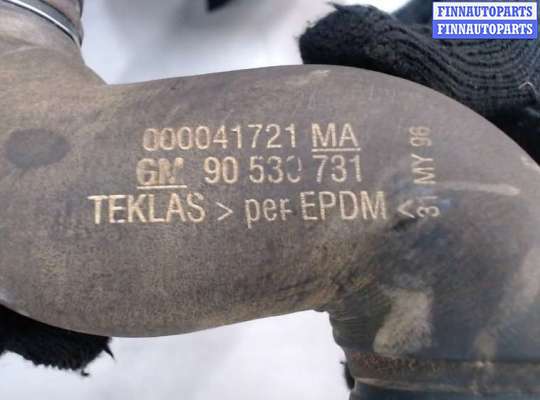 FINNAUTOPARTS
FINNAUTOPARTS
000041721 MA
GM 90 530 731
TEKLAS > per EPDM <
31 MY 96